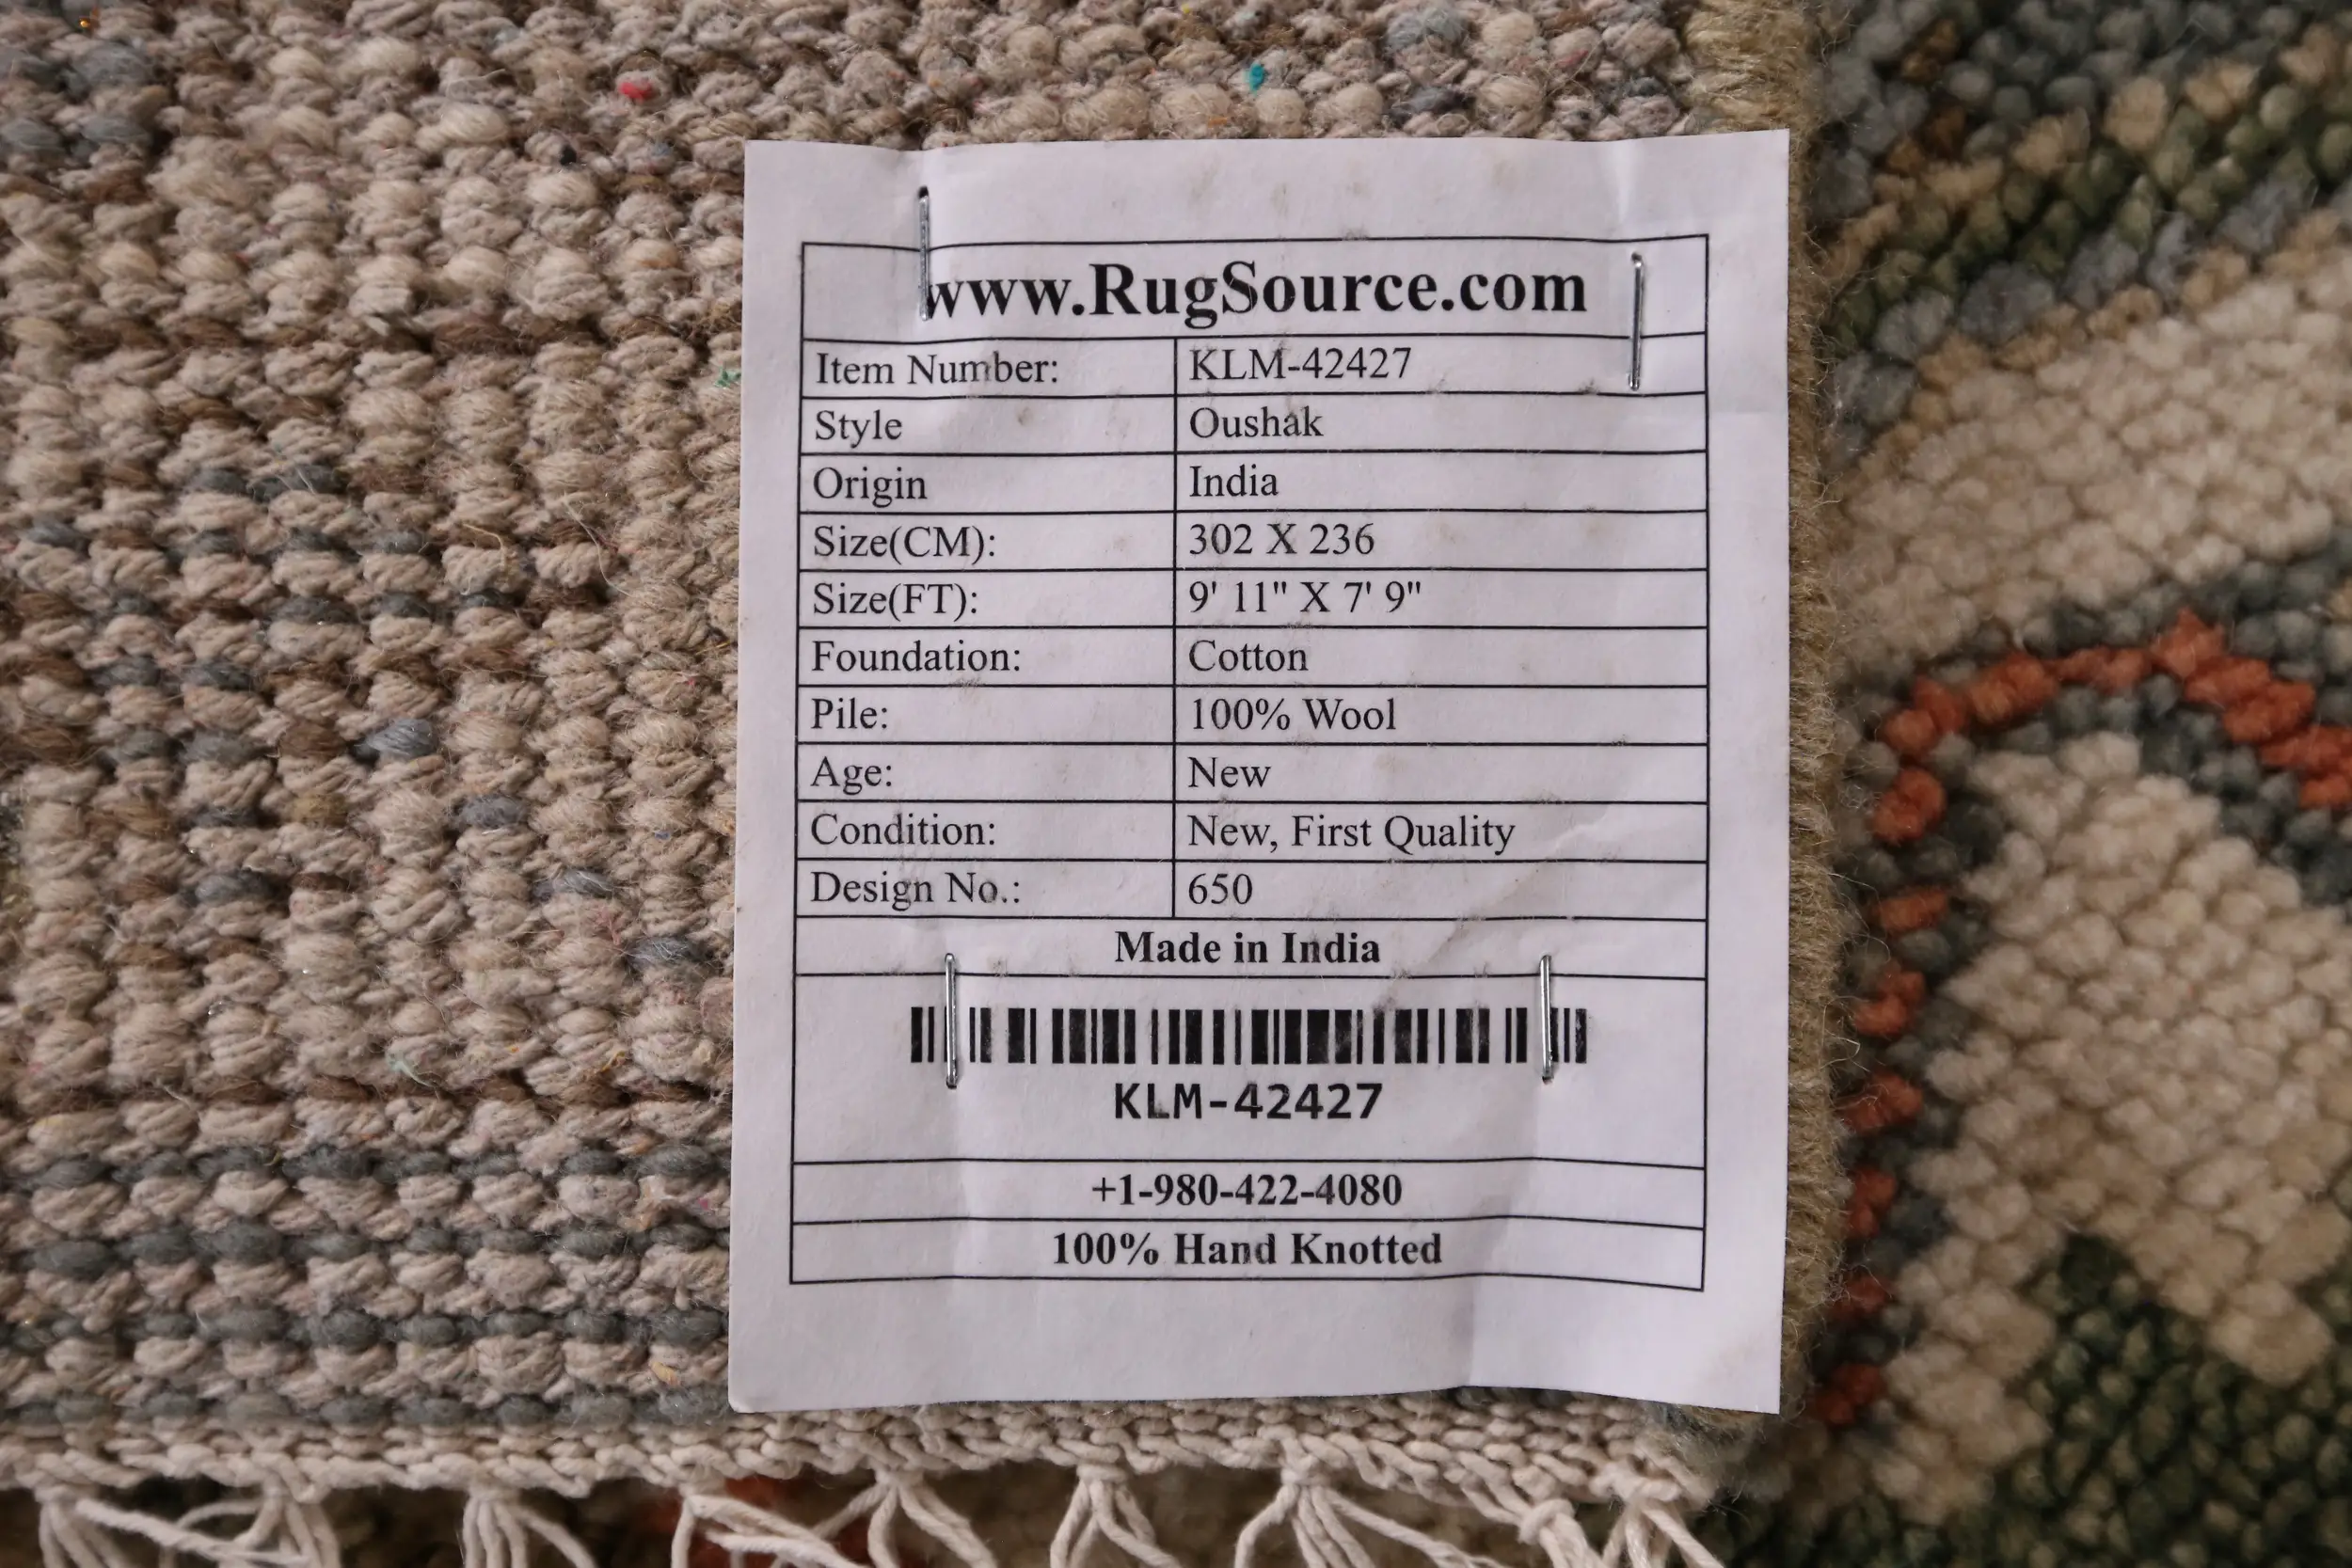 www.RugSource.com
Item Number: KLM-42427
Style Oushak
Origin India
Size(CM): 302 X 236
Size(FT): 9' 11" X 7' 9"
Foundation: Cotton
Pile: 100% Wool
Age: New
Condition: New, First Quality
Design No.: 650
Made in India
KLM-42427
+1-980-422-4080
100% Hand Knotted